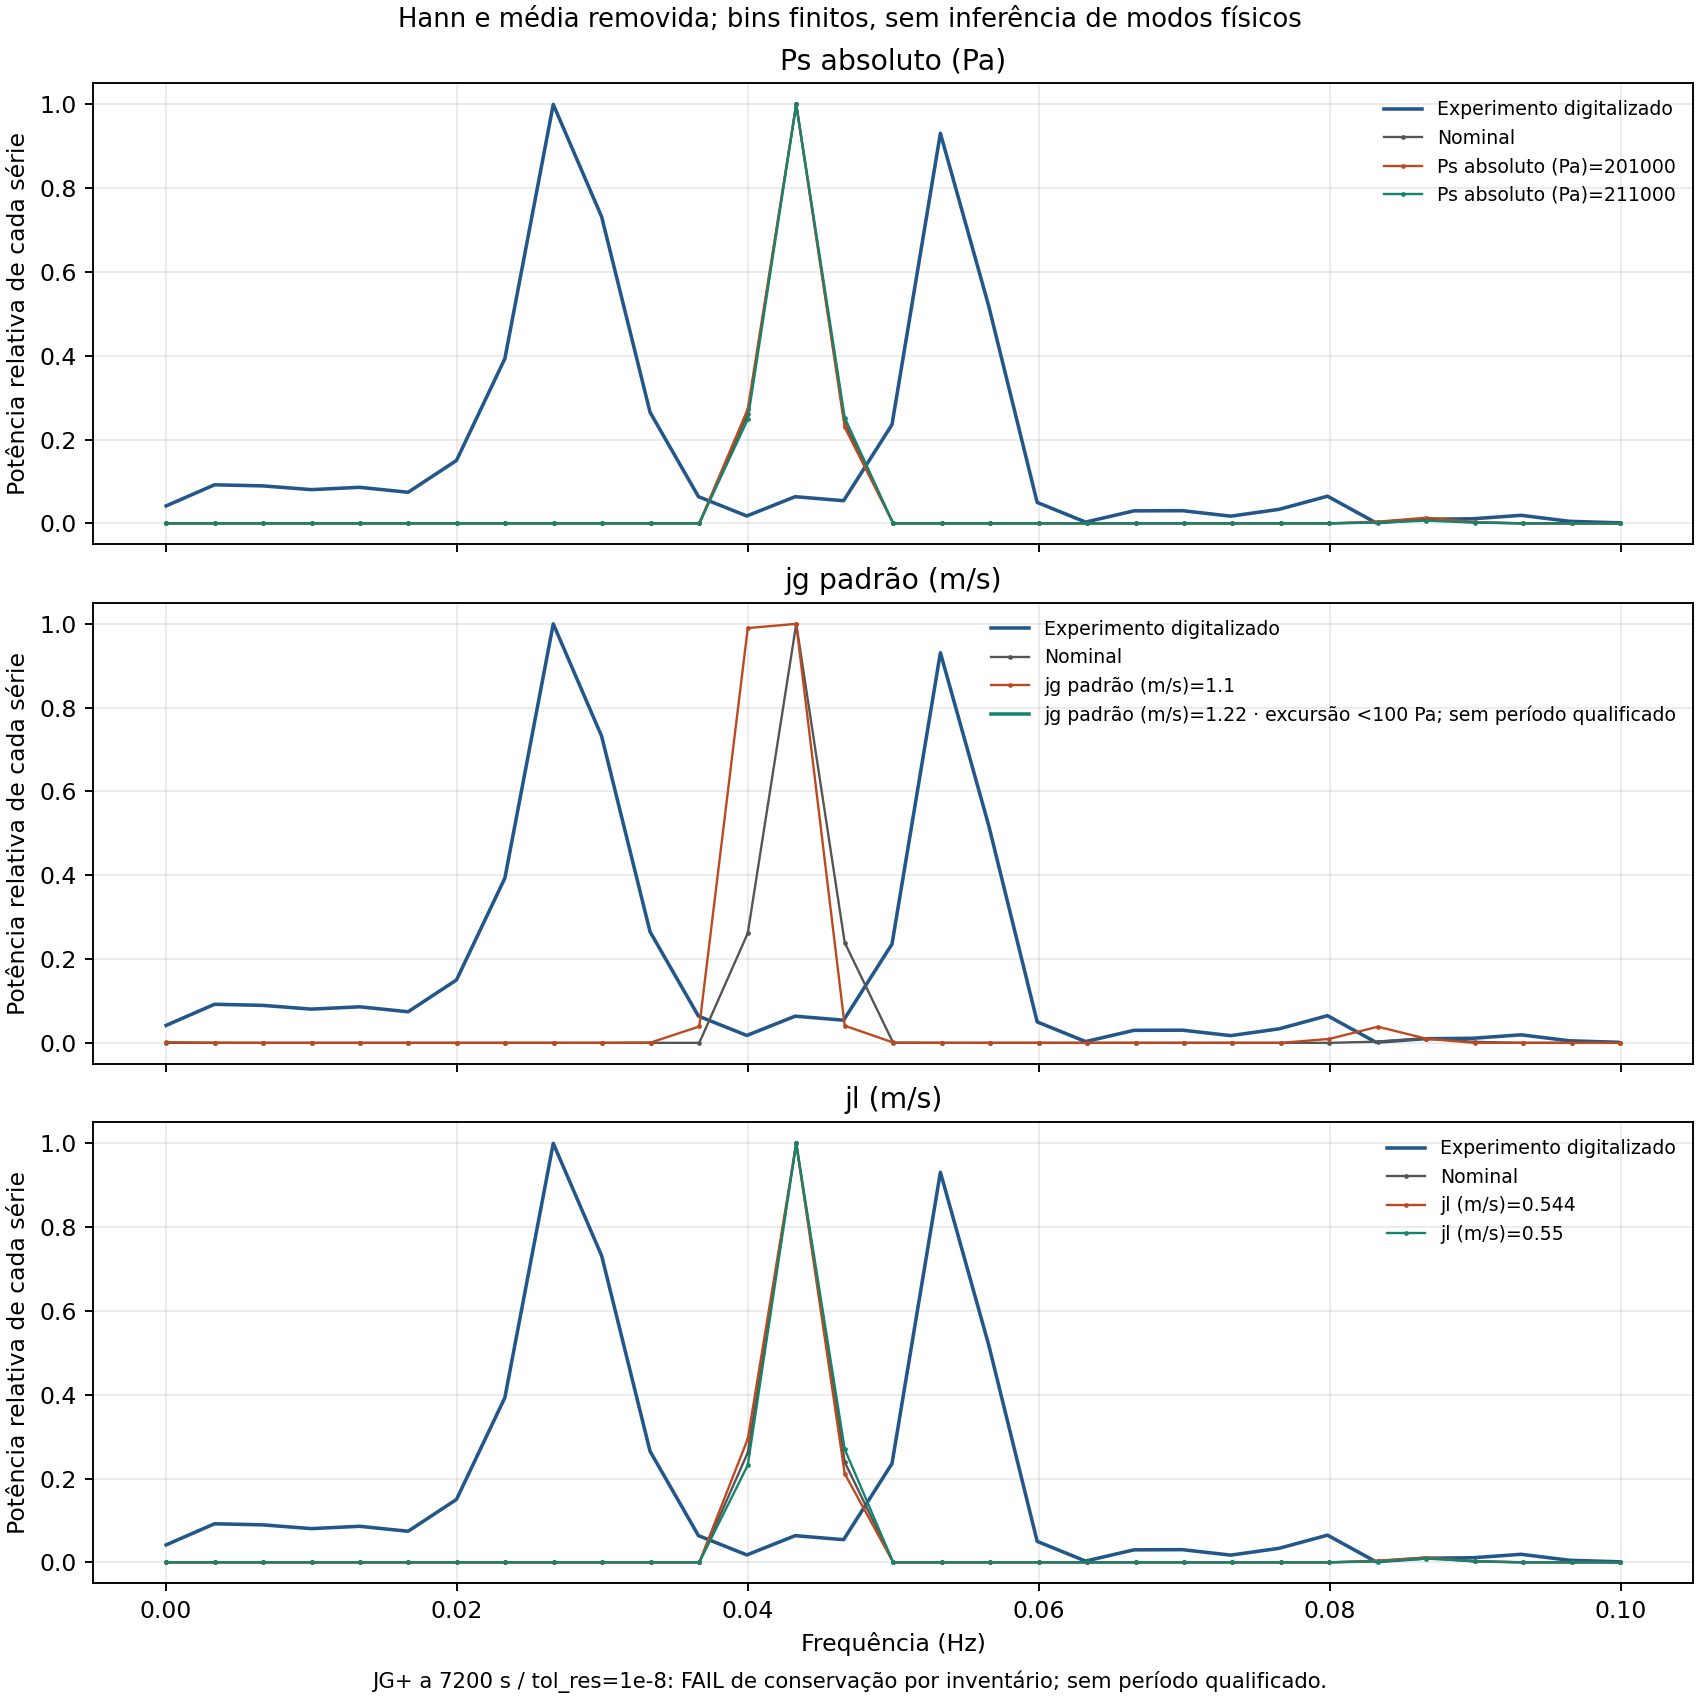 Hann e média removida; bins finitos, sem inferência de modos físicos
Ps absoluto (Pa)
Potência relativa de cada série
1.0
0.8
0.6
0.4
0.2
0.0
Experimento digitalizado
Nominal
Ps absoluto (Pa)=201000
Ps absoluto (Pa)=211000
jg padrão (m/s)
Potência relativa de cada série
1.0
0.8
0.6
0.4
0.2
0.0
Experimento digitalizado
Nominal
jg padrão (m/s)=1.1
jg padrão (m/s)=1.22 · excursão <100 Pa; sem período qualificado
jl (m/s)
Potência relativa de cada série
1.0
0.8
0.6
0.4
0.2
0.0
Experimento digitalizado
Nominal
jl (m/s)=0.544
jl (m/s)=0.55
0.00 0.02 0.04 0.06 0.08 0.10
Frequência (Hz)
JG+ a 7200 s / tol_res=1e-8: FAIL de conservação por inventário; sem período qualificado.